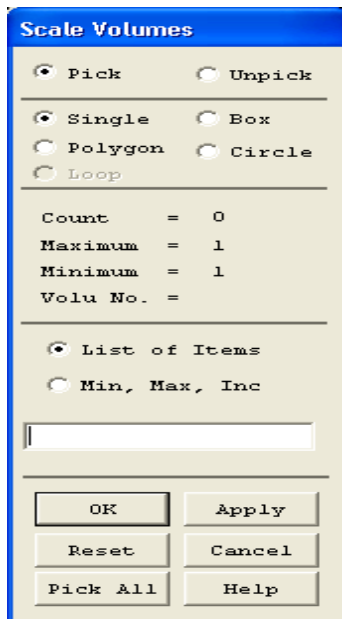 Scale Volumes
Pick Unpick
Single Box
Polygon Circle
Loop
Count = 0
Maximum = 1
Minimum = 1
Volu No. =
List of Items
Min, Max, Inc
OK Apply
Reset Cancel
Pick All Help